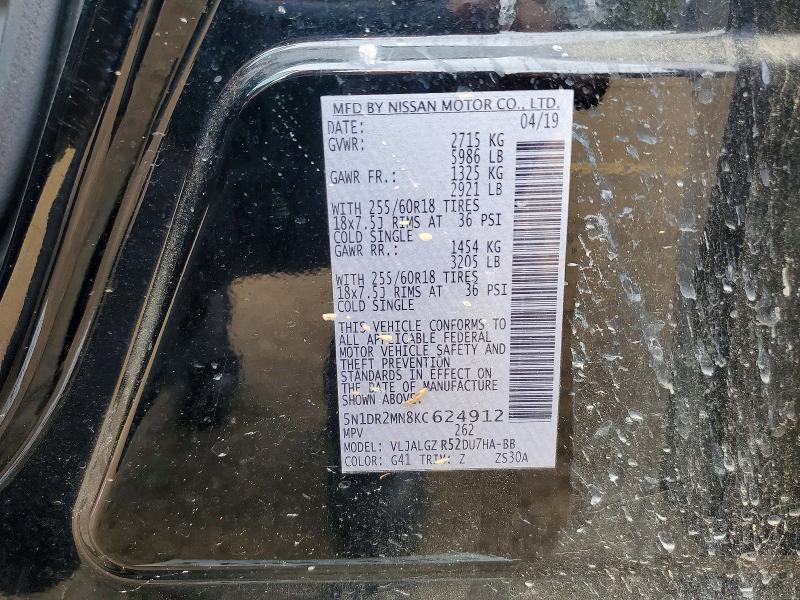 MFD BY NISSAN MOTOR CO., LTD.
DATE: 04/19
GVWR: 2715 KG
5986 LB
GAWR FR.: 1325 KG
2921 LB
WITH 255/60R18 TIRES
18x7.5J RIMS AT 36 PSI
COLD SINGLE
GAWR RR.: 1454 KG
3205 LB
WITH 255/60R18 TIRES
18x7.5J RIMS AT 36 PSI
COLD SINGLE
THIS VEHICLE CONFORMS TO
ALL APPLICABLE FEDERAL
MOTOR VEHICLE SAFETY AND
THEFT PREVENTION
STANDARDS IN EFFECT ON
THE DATE OF MANUFACTURE
SHOWN ABOVE.
5N1DR2MN8KC624912
MPV 262
MODEL: VLJALGZ R52DU7HA-BB
COLOR: G41 TRIM: Z ZS30A